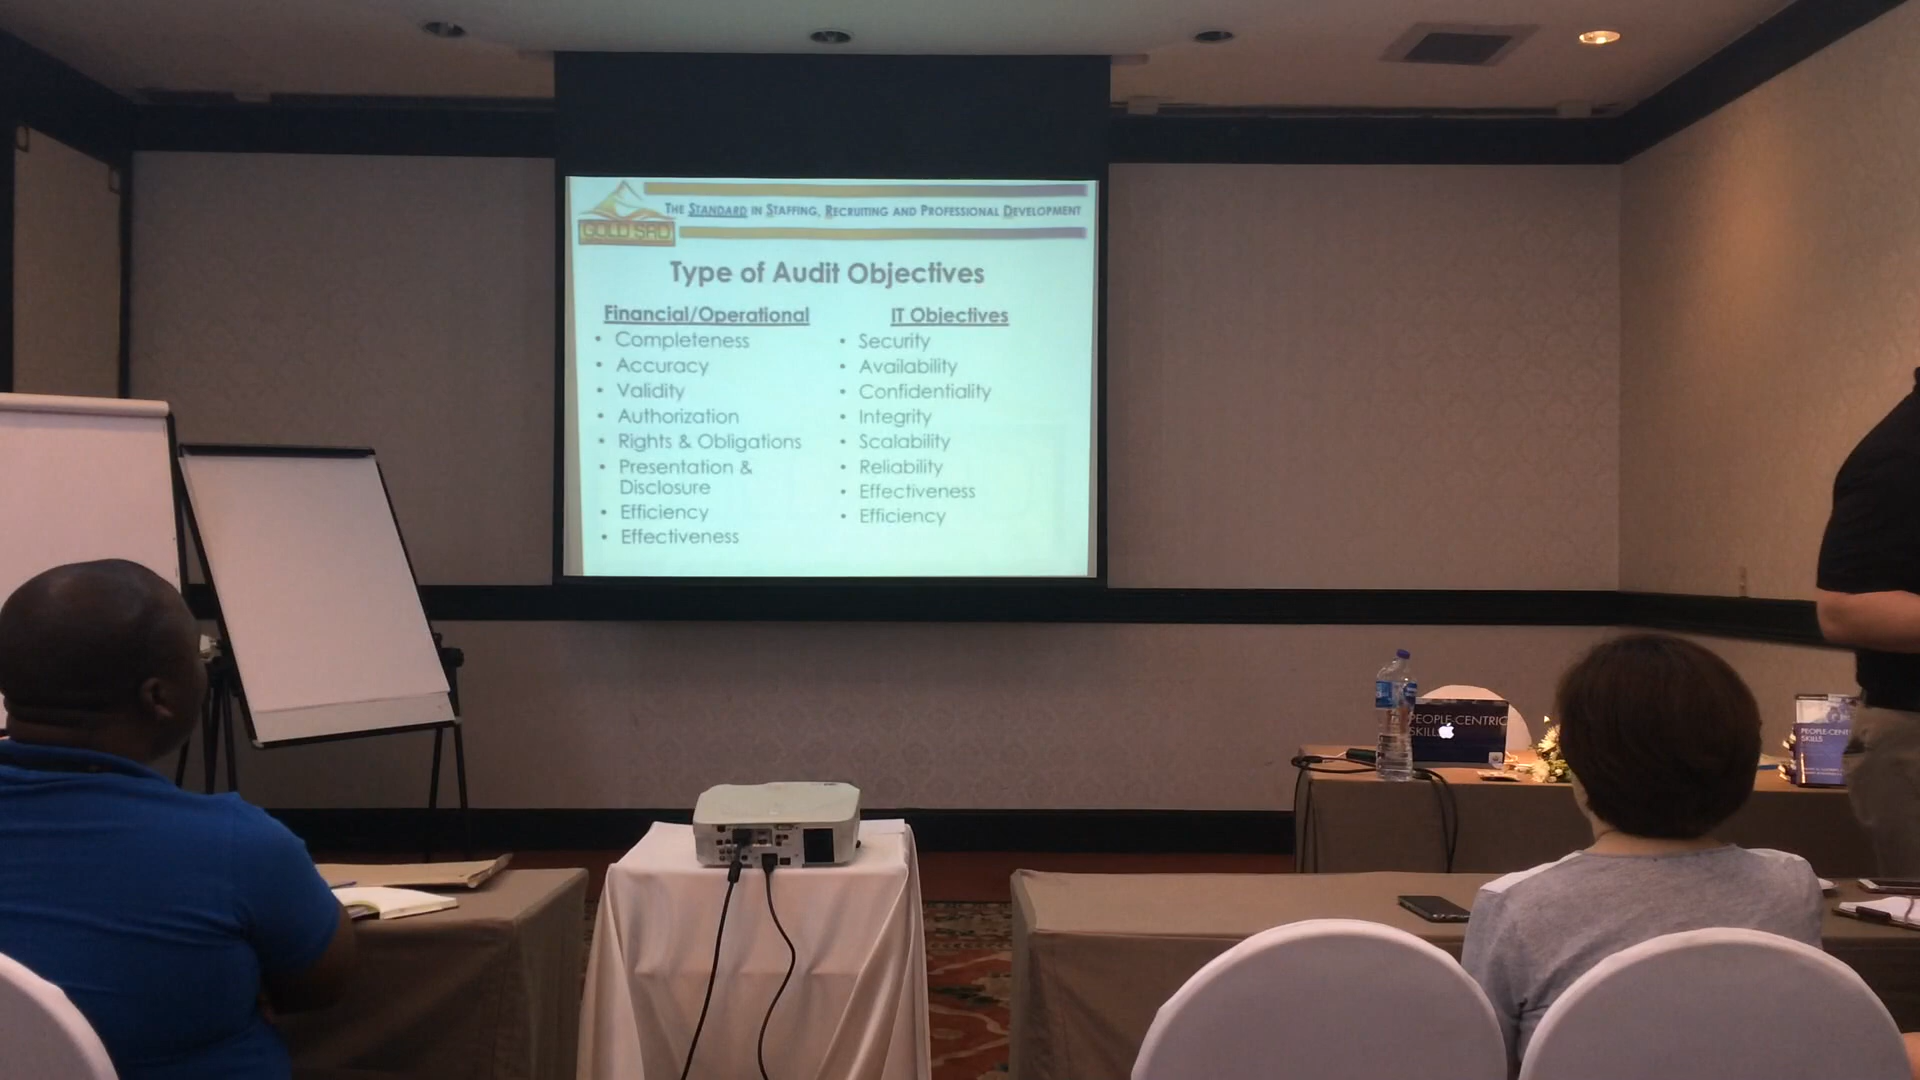 THE STANDARD IN STAFFING, RECRUITING AND PROFESSIONAL DEVELOPMENT
GOLD SRD
Type of Audit Objectives
Financial/Operational
• Completeness
• Accuracy
• Validity
• Authorization
• Rights & Obligations
• Presentation &
Disclosure
• Efficiency
• Effectiveness
IT Objectives
• Security
• Availability
• Confidentiality
• Integrity
• Scalability
• Reliability
• Effectiveness
• Efficiency
PEOPLE-CENTRIC
SKILLS
PEOPLE-CENT
SKILLS